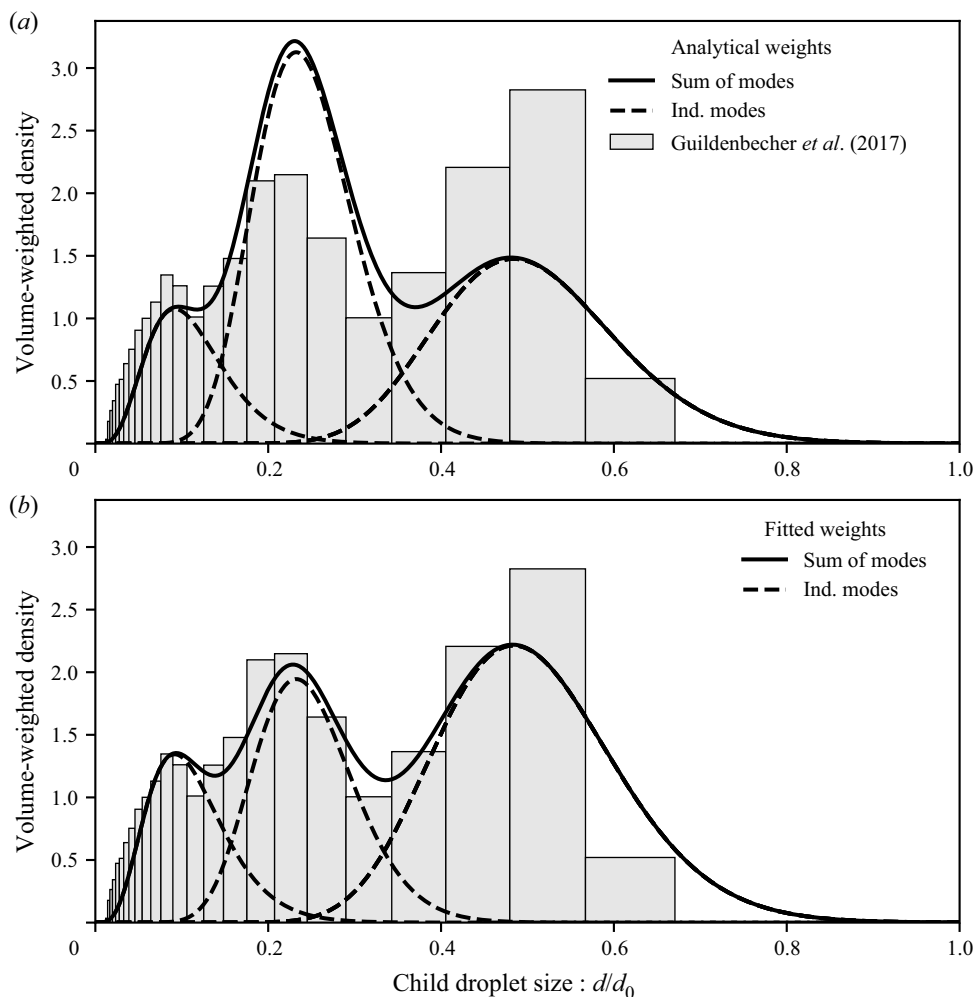 (a)
3.0
2.5
2.0
1.5
1.0
0.5
Volume-weighted density
Analytical weights
Sum of modes
Ind. modes
Guildenbecher et al. (2017)
0
0.2
0.4
0.6
0.8
1.0
(b)
3.0
2.5
2.0
1.5
1.0
0.5
Volume-weighted density
Fitted weights
Sum of modes
Ind. modes
0
0.2
0.4
0.6
0.8
1.0
Child droplet size : d/d₀